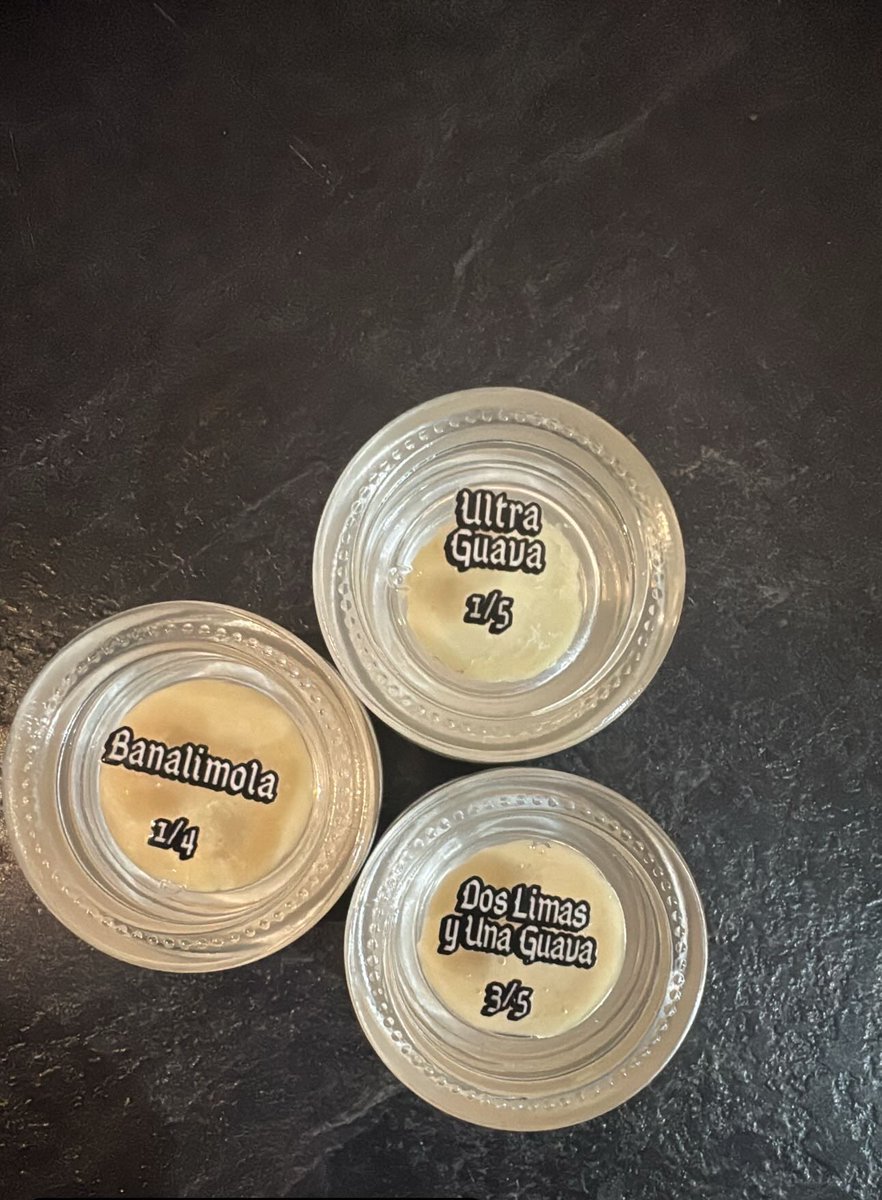 Ultra
Guava
1/5
Banalimola
1/4
Dos Limas
y Una Guava
3/5